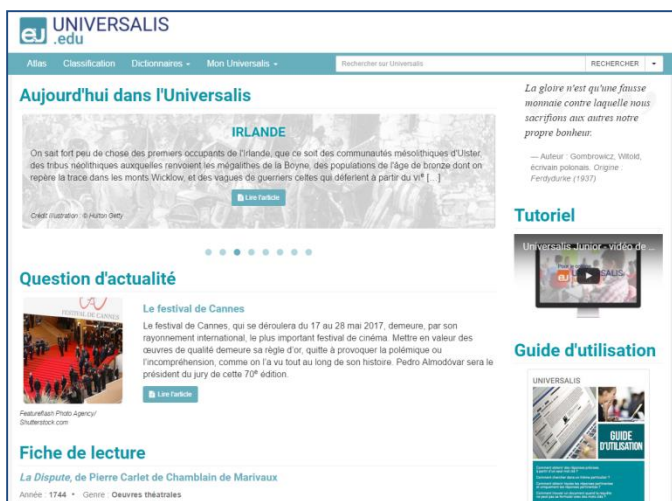 eu UNIVERSALIS
.edu
Atlas Classification Dictionnaires Mon Universalis Rechercher sur Universalis RECHERCHER
Aujourd'hui dans l'Universalis
IRLANDE
On sait fort peu de chose des premiers occupants de l'Irlande, que ce soit des communautés mésolithiques d'Ulster,
des tribus néolithiques auxquelles renvoient les mégalithes de la Boyne, des populations de l'âge de bronze dont on
repère la trace dans les monts Wicklow, et des vagues de guerriers celtes qui déferlent à partir du VIe [...]
Lire l'article
Crédit illustration : © Hulton Getty
Question d'actualité
FESTIVAL DE CANNES
Le festival de Cannes
Le festival de Cannes, qui se déroulera du 17 au 28 mai 2017, demeure, par son
rayonnement international, le plus important festival de cinéma. Mettre en valeur des
œuvres de qualité demeure sa règle d'or, quitte à provoquer la polémique ou
l'incompréhension, comme on l'a vu tout au long de son histoire. Pedro Almodóvar sera le
président du jury de cette 70e édition.
Lire l'article
Featureflash Photo Agency/
Shutterstock.com
Fiche de lecture
La Dispute, de Pierre Carlet de Chamblain de Marivaux
Année : 1744 • Genre : Oeuvres théâtrales
La gloire n'est qu'une fausse
monnaie contre laquelle nous
sacrifions aux autres notre
propre bonheur.
— Auteur : Gombrowicz, Witold,
écrivain polonais. Origine :
Ferdydurke (1937)
Tutoriel
Universalis Junior - vidéo de ...
eu UNIVERSALIS
Guide d'utilisation
UNIVERSALIS
GUIDE
D'UTILISATION